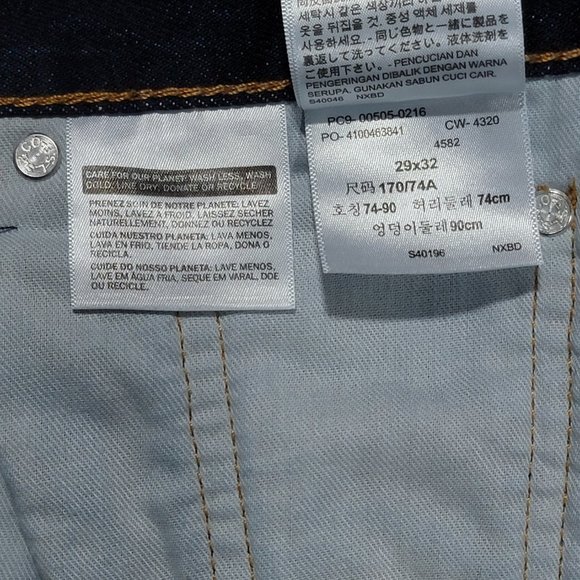 세탁시 같은 색상끼리
옷을 뒤집을 것. 중성 액체 세제를
사용하세요. - 同じ色物と一緒に製品を
裏返して洗ってください。液体洗剤を
ご使用下さい。- PENCUCIAN DAN
PENGERINGAN DIBALIK DENGAN WARNA
SERUPA. GUNAKAN SABUN CUCI CAIR.
S40046 NXBD
PC9- 00505-0216
PO- 4100463841 CW- 4320
4582
29x32
尺码 170/74A
호칭 74-90 허리둘레 74cm
엉덩이둘레 90cm
S40196 NXBD
CARE FOR OUR PLANET: WASH LESS, WASH
COLD, LINE DRY, DONATE OR RECYCLE
PRENEZ SOIN DE NOTRE PLANETE: LAVEZ
MOINS, LAVEZ A FROID, LAISSEZ SECHER
NATURELLEMENT, DONNEZ OU RECYCLEZ
CUIDA NUESTRO PLANETA: LAVA MENOS,
LAVA EN FRIO, TIENDE LA ROPA, DONA O
RECICLA.
CUIDE DO NOSSO PLANETA: LAVE MENOS,
LAVE EM ÁGUA FRIA, SEQUE EM VARAL, DOE
OU RECICLE.